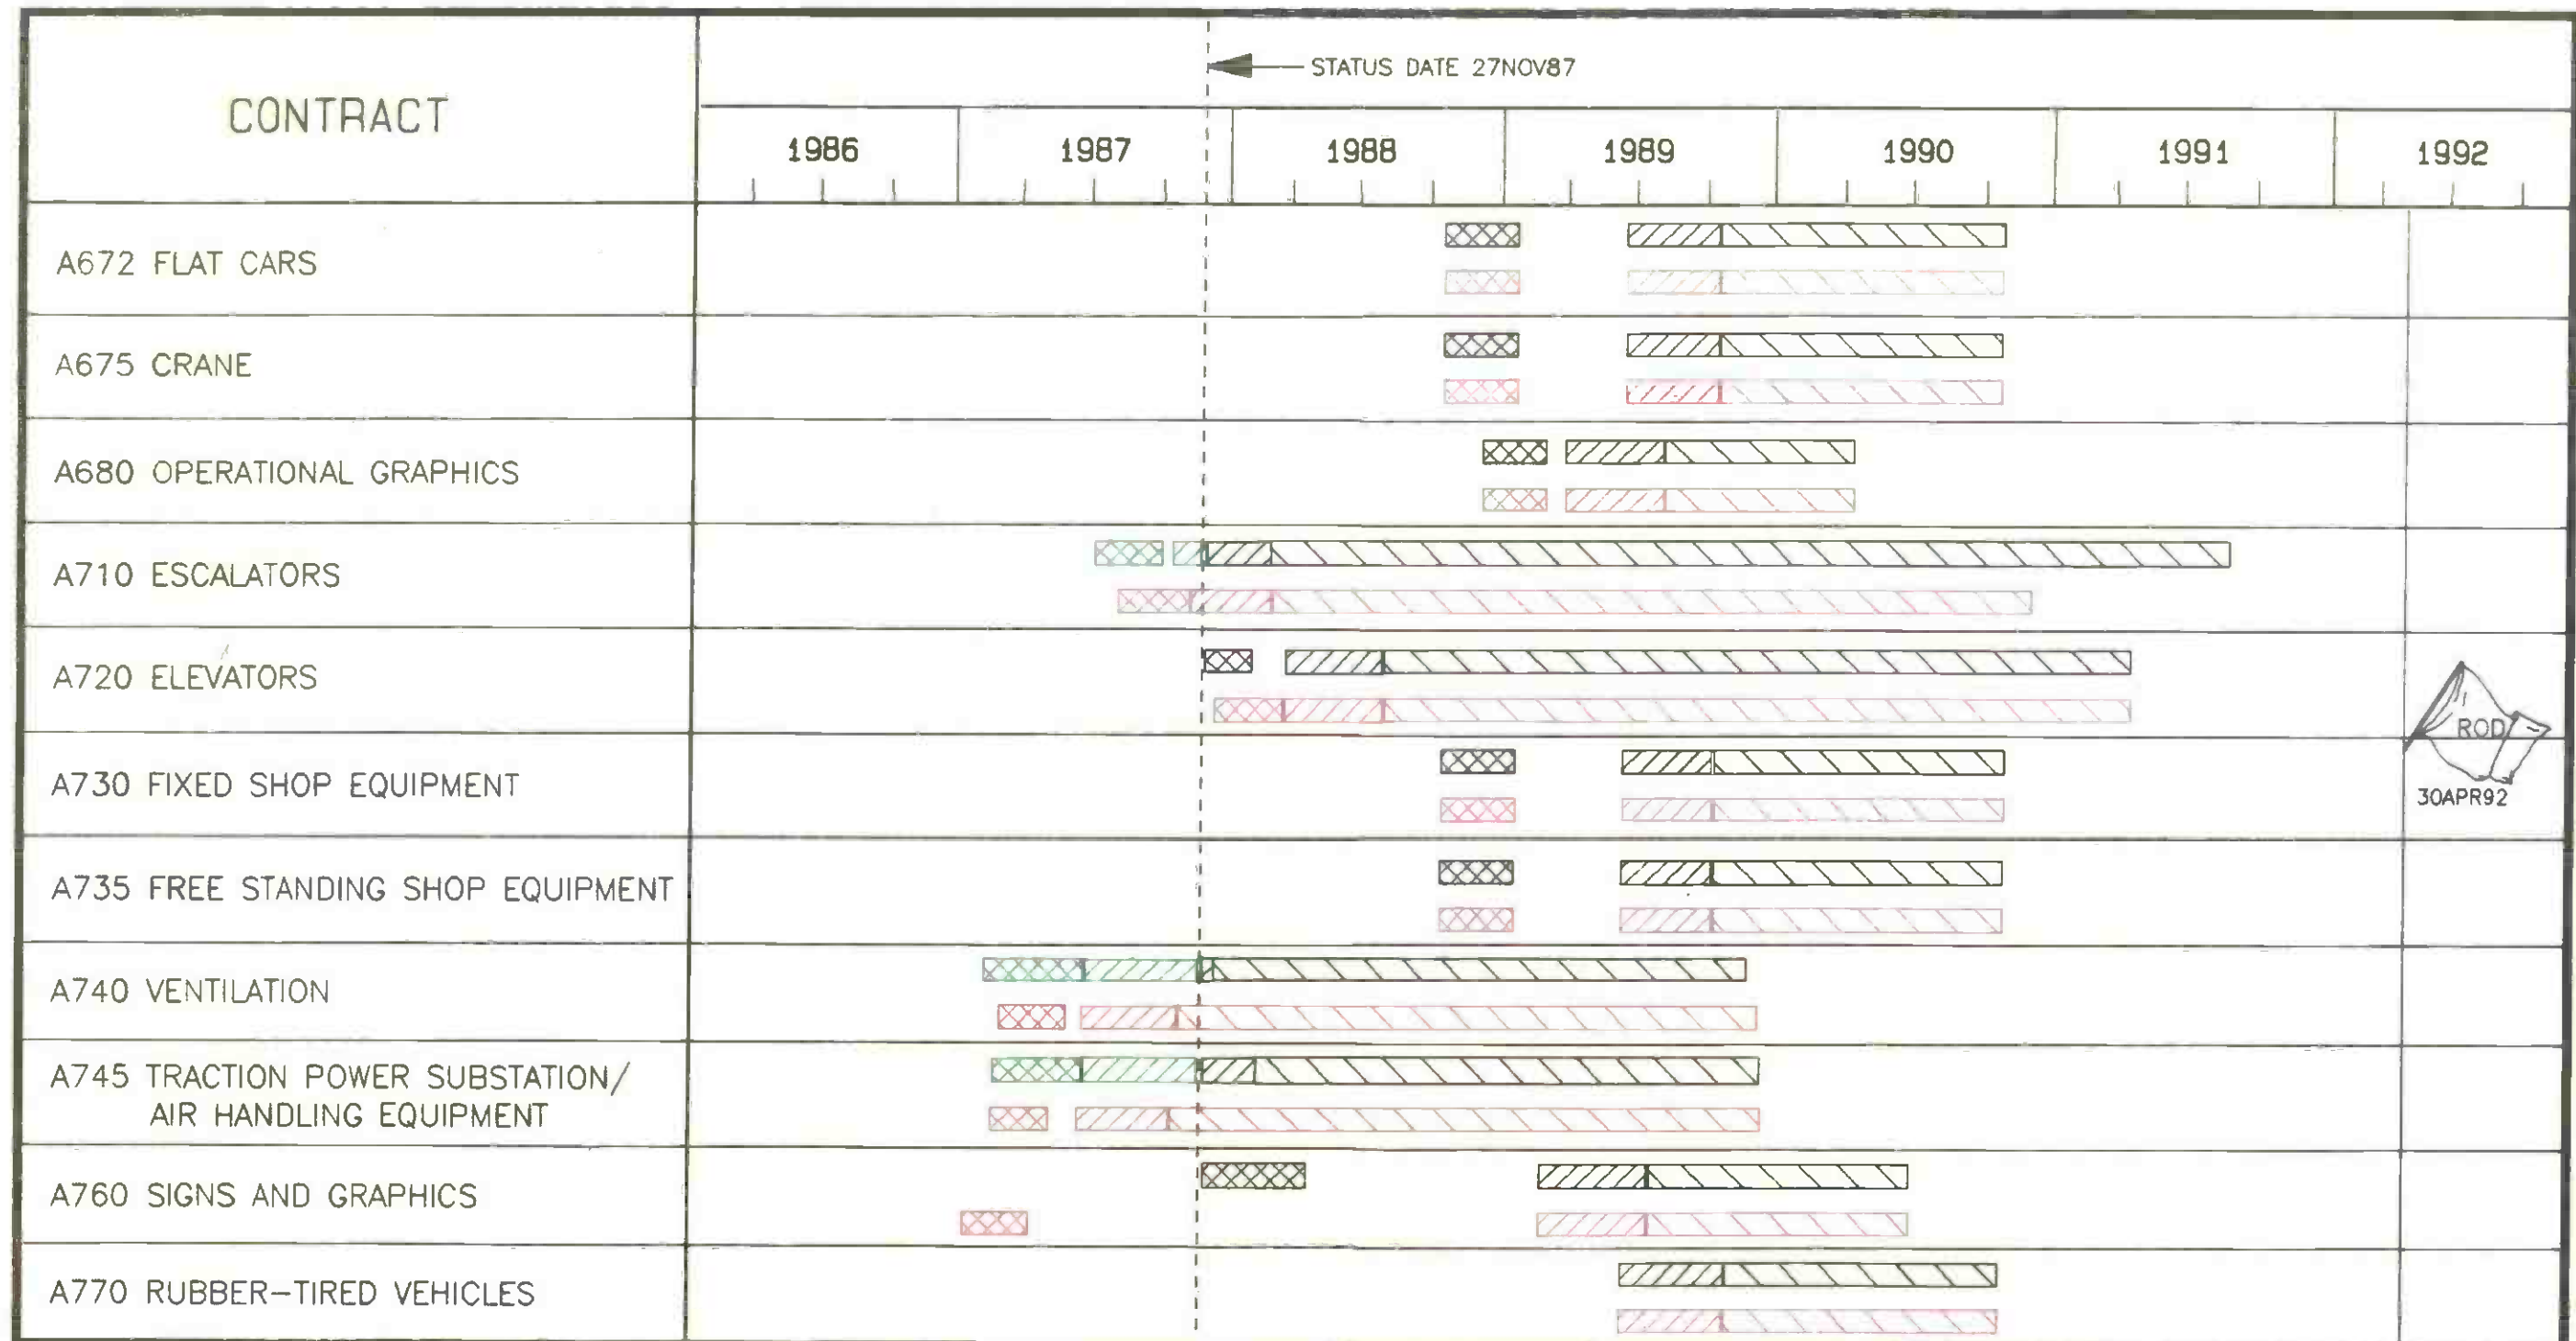 STATUS DATE 27NOV87
CONTRACT
1986 1987 1988 1989 1990 1991 1992
A672 FLAT CARS
A675 CRANE
A680 OPERATIONAL GRAPHICS
A710 ESCALATORS
A720 ELEVATORS
ROD
A730 FIXED SHOP EQUIPMENT
30APR92
A735 FREE STANDING SHOP EQUIPMENT
A740 VENTILATION
A745 TRACTION POWER SUBSTATION/
AIR HANDLING EQUIPMENT
A760 SIGNS AND GRAPHICS
A770 RUBBER-TIRED VEHICLES